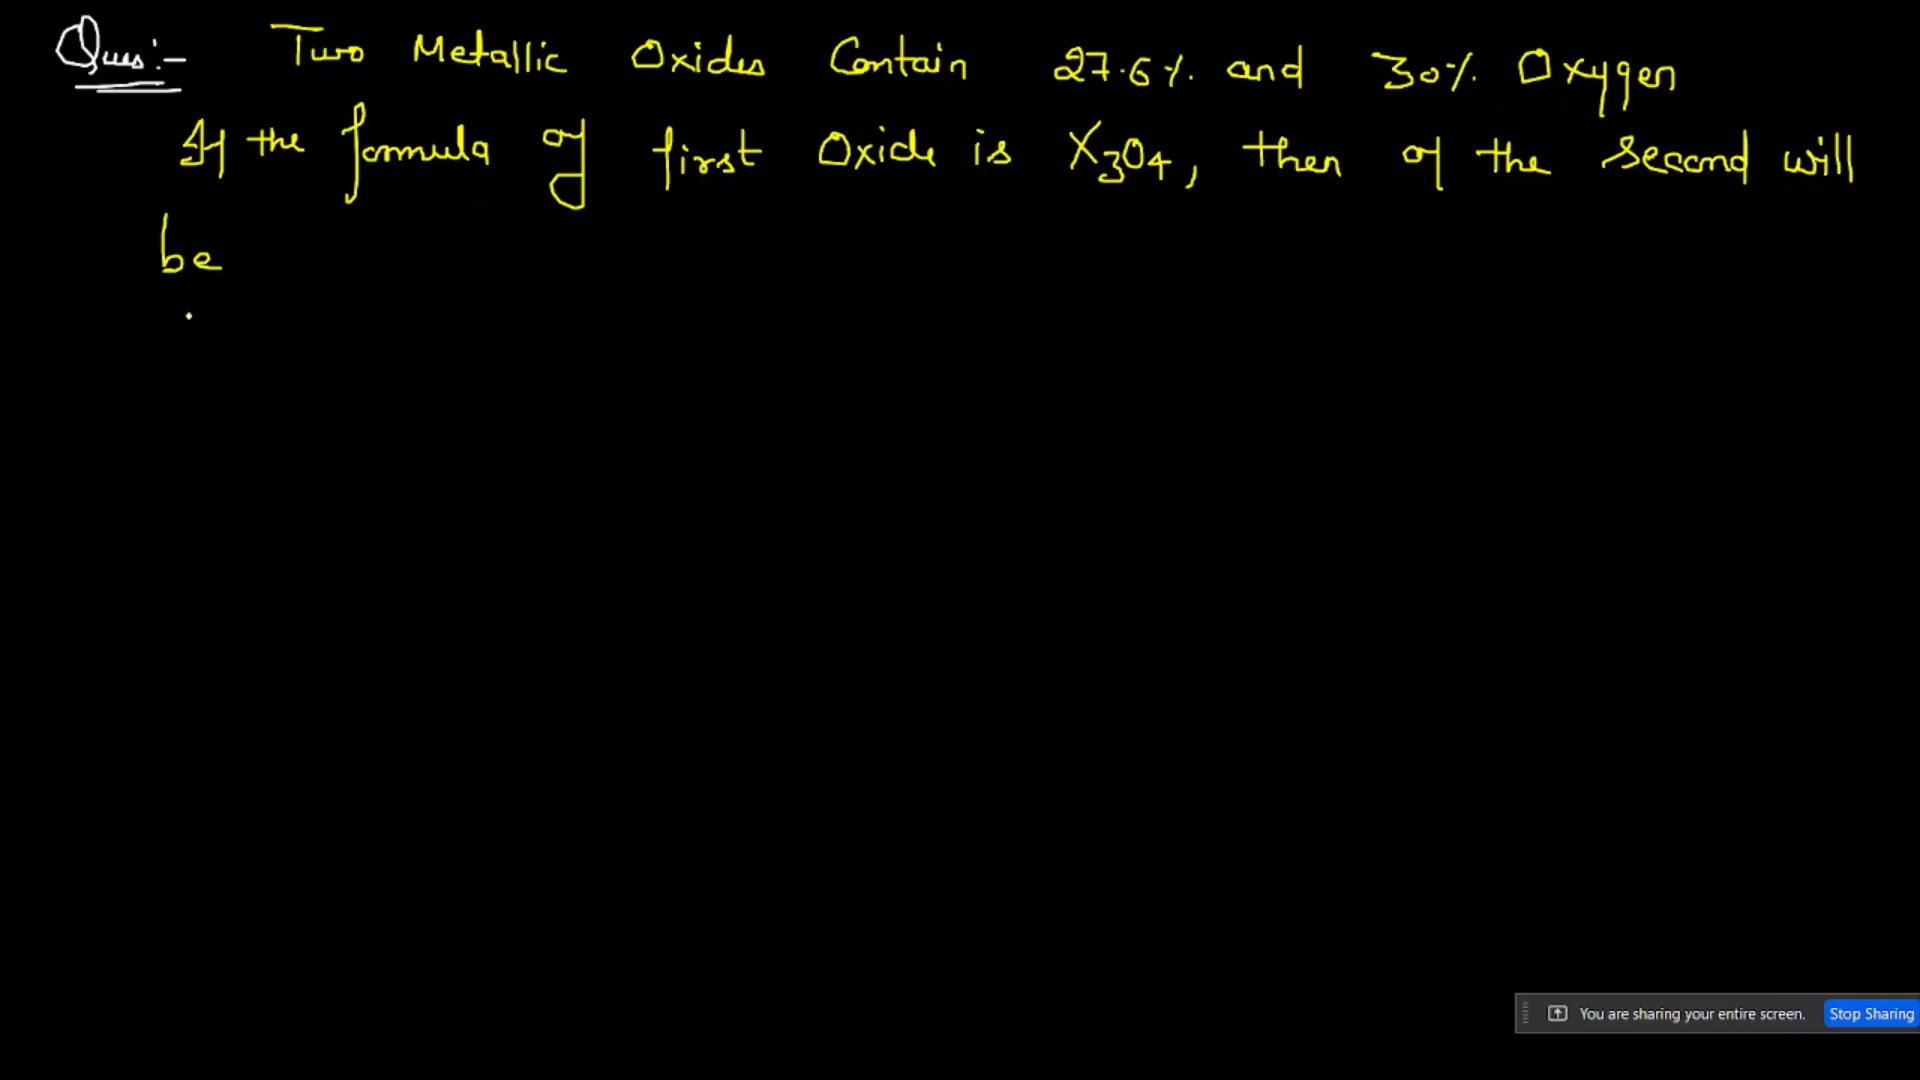 Ques:- Two Metallic Oxides Contain 27.6% and 30% Oxygen
If the formula of first Oxide is X3O4, then of the second will
be
You are sharing your entire screen. Stop Sharing